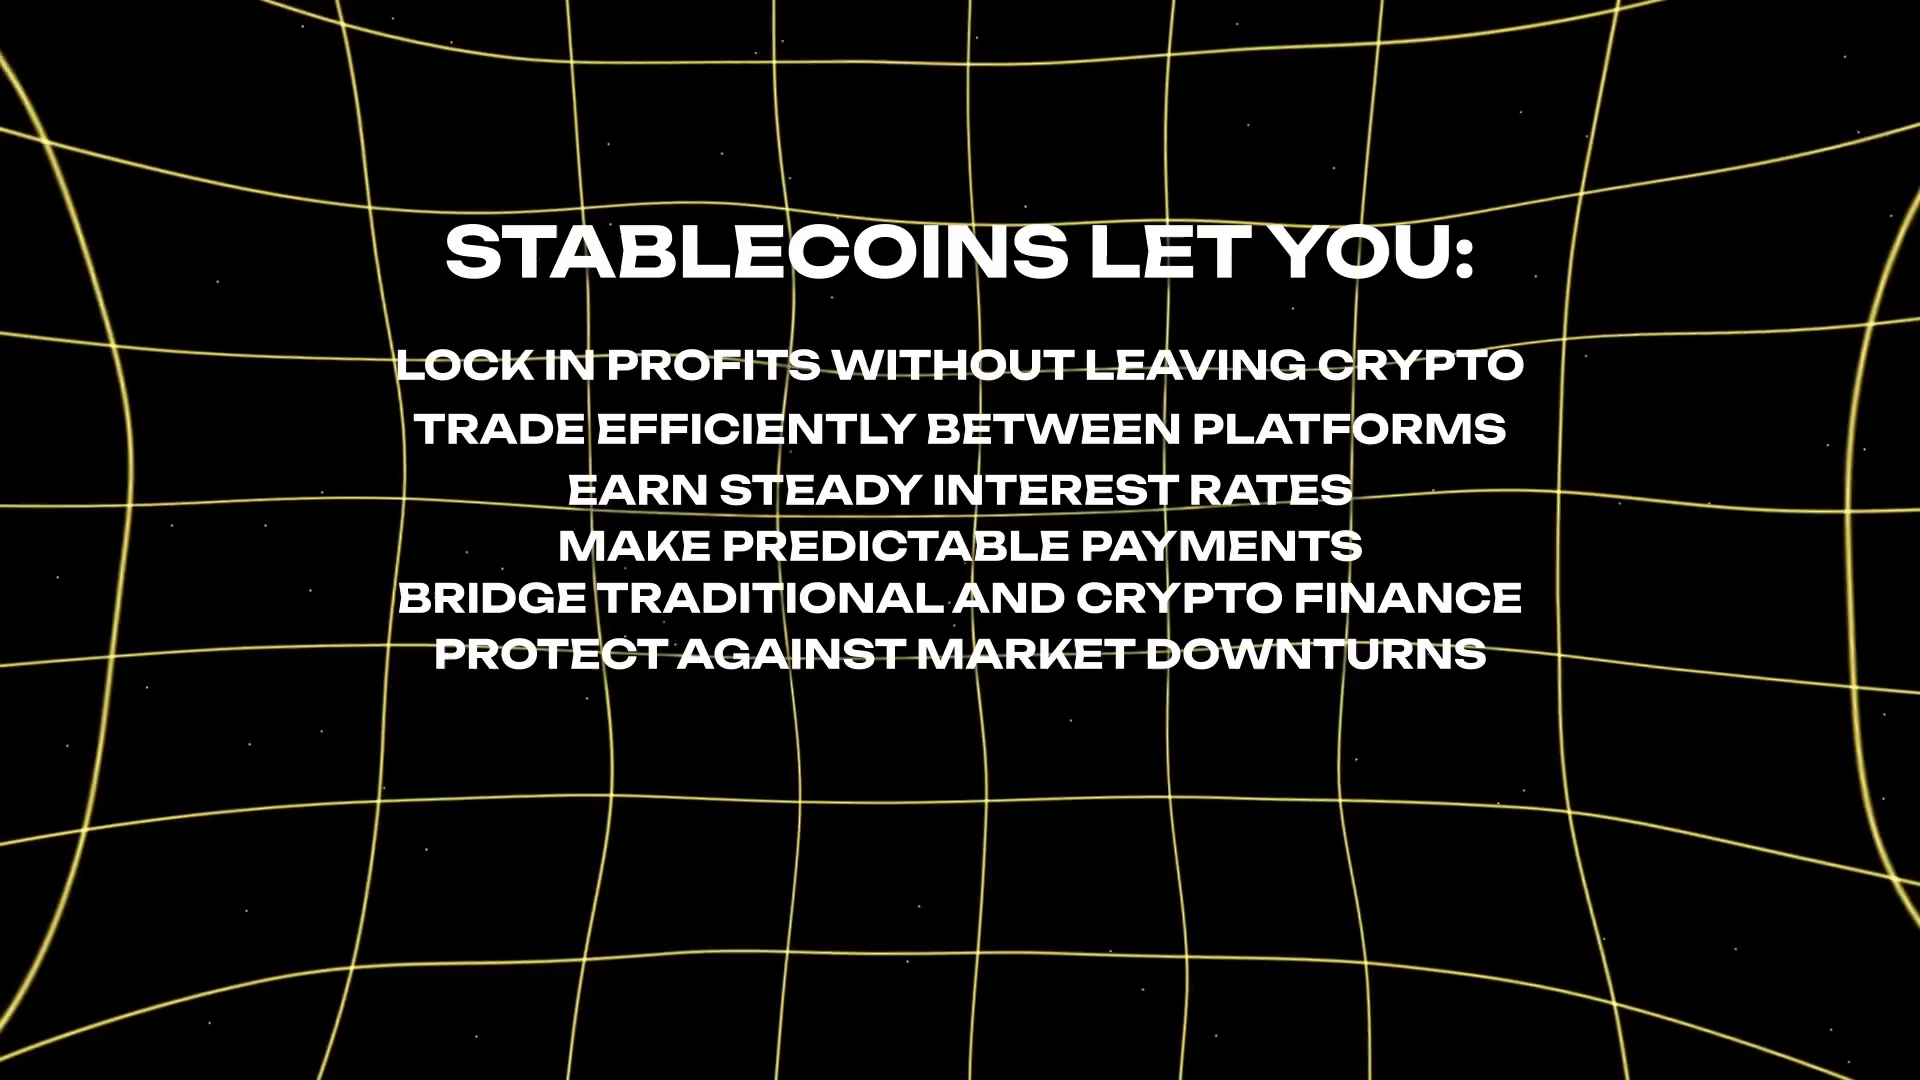 STABLECOINS LET YOU:
LOCK IN PROFITS WITHOUT LEAVING CRYPTO
TRADE EFFICIENTLY BETWEEN PLATFORMS
EARN STEADY INTEREST RATES
MAKE PREDICTABLE PAYMENTS
BRIDGE TRADITIONAL AND CRYPTO FINANCE
PROTECT AGAINST MARKET DOWNTURNS